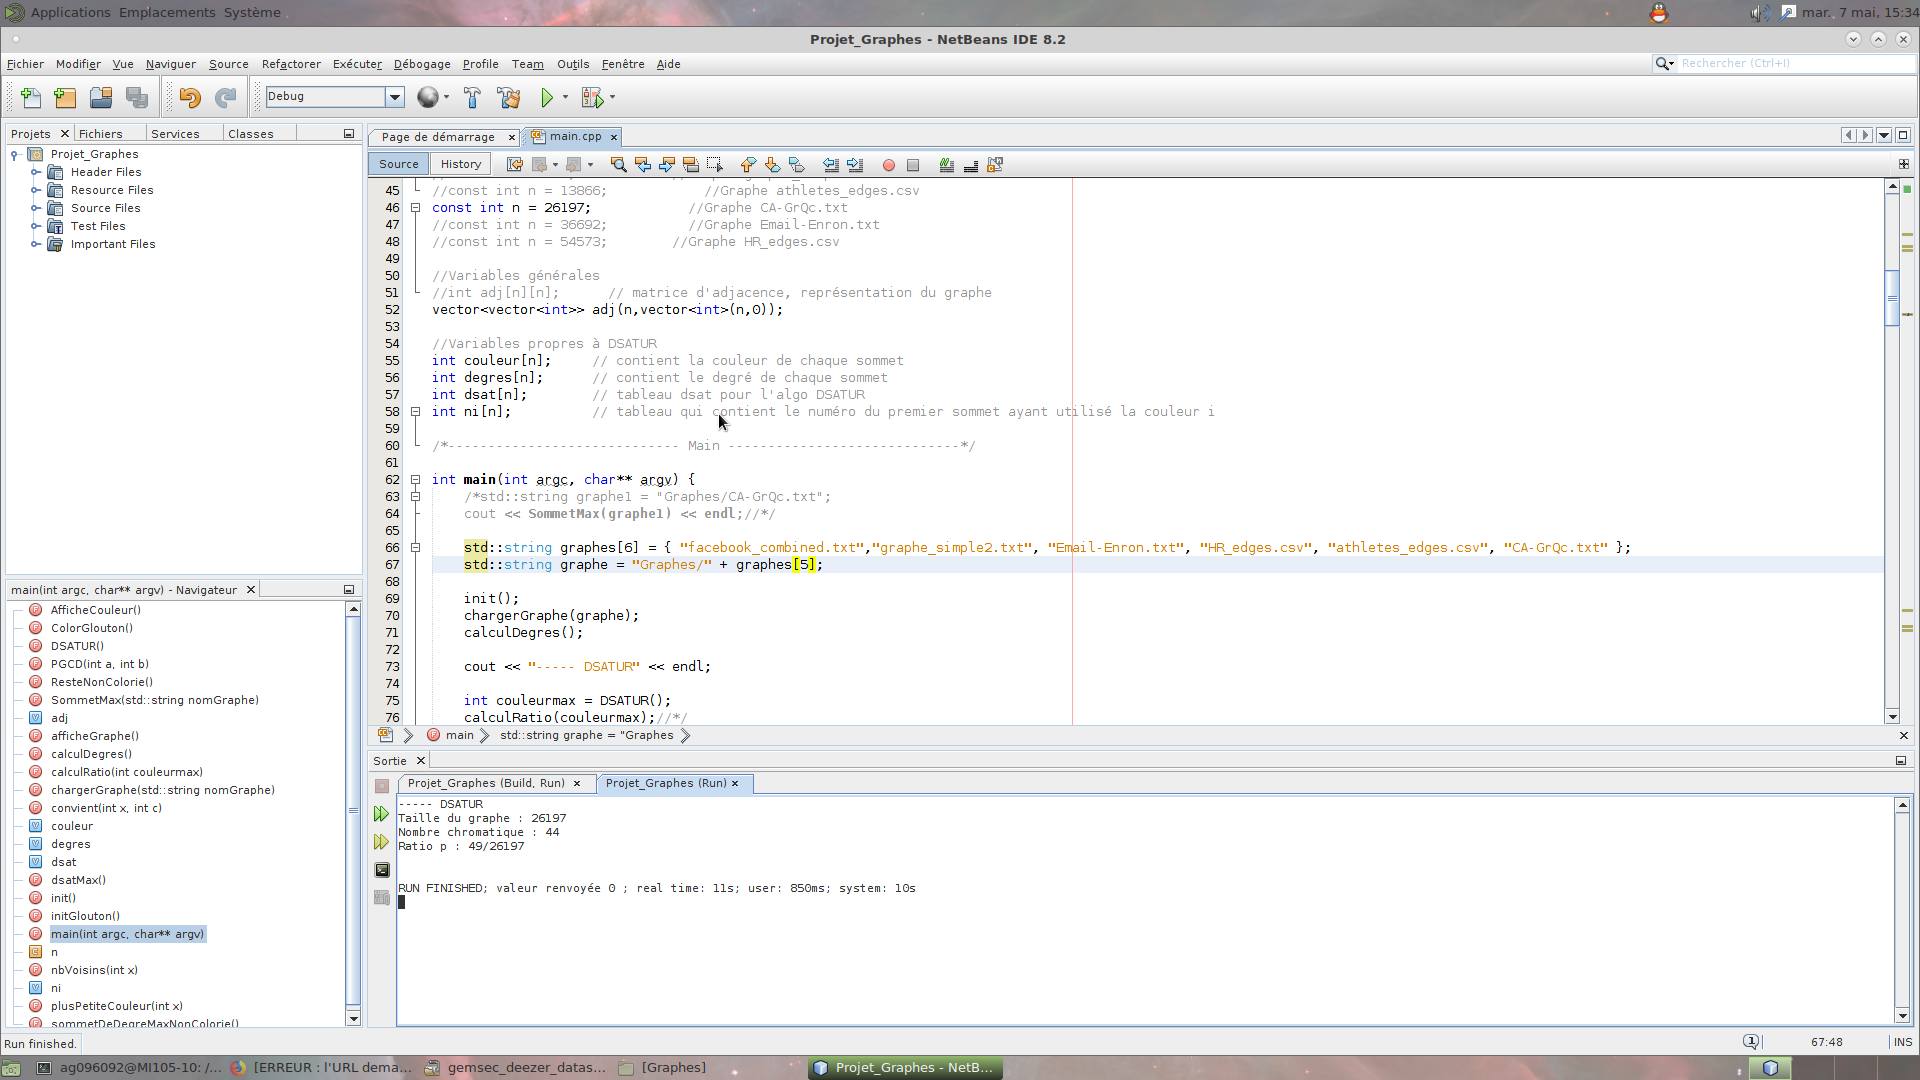 Applications Emplacements Système
mar. 7 mai, 15:34
Projet_Graphes - NetBeans IDE 8.2
Fichier Modifier Vue Naviguer Source Refactorer Exécuter Débogage Profile Team Outils Fenêtre Aide
Rechercher (Ctrl+I)
Debug
Projets Fichiers Services Classes
Projet_Graphes
Header Files
Resource Files
Source Files
Test Files
Important Files
main(int argc, char** argv) - Navigateur
AfficheCouleur()
ColorGlouton()
DSATUR()
PGCD(int a, int b)
ResteNonColorie()
SommetMax(std::string nomGraphe)
adj
afficheGraphe()
calculDegres()
calculRatio(int couleurmax)
chargerGraphe(std::string nomGraphe)
convient(int x, int c)
couleur
degres
dsat
dsatMax()
init()
initGlouton()
main(int argc, char** argv)
n
nbVoisins(int x)
ni
plusPetiteCouleur(int x)
sommetDeDegreMaxNonColorie()
Page de démarrage main.cpp
Source History
45 //const int n = 13866; //Graphe athletes_edges.csv
46 const int n = 26197; //Graphe CA-GrQc.txt
47 //const int n = 36692; //Graphe Email-Enron.txt
48 //const int n = 54573; //Graphe HR_edges.csv
49
50 //Variables générales
51 //int adj[n][n]; // matrice d'adjacence, représentation du graphe
52 vector<vector<int>> adj(n,vector<int>(n,0));
53
54 //Variables propres à DSATUR
55 int couleur[n]; // contient la couleur de chaque sommet
56 int degres[n]; // contient le degré de chaque sommet
57 int dsat[n]; // tableau dsat pour l'algo DSATUR
58 int ni[n]; // tableau qui contient le numéro du premier sommet ayant utilisé la couleur i
59
60 /*----------------------------- Main -----------------------------*/
61
62 int main(int argc, char** argv) {
63 /*std::string graphe1 = "Graphes/CA-GrQc.txt";
64 cout << SommetMax(graphe1) << endl;//*/
65
66 std::string graphes[6] = { "facebook_combined.txt","graphe_simple2.txt", "Email-Enron.txt", "HR_edges.csv", "athletes_edges.csv", "CA-GrQc.txt" };
67 std::string graphe = "Graphes/" + graphes[5];
68
69 init();
70 chargerGraphe(graphe);
71 calculDegres();
72
73 cout << "----- DSATUR" << endl;
74
75 int couleurmax = DSATUR();
76 calculRatio(couleurmax);//*/
main std::string graphe = "Graphes
Sortie
Projet_Graphes (Build, Run) Projet_Graphes (Run)
----- DSATUR
Taille du graphe : 26197
Nombre chromatique : 44
Ratio p : 49/26197
RUN FINISHED; valeur renvoyée 0 ; real time: 11s; user: 850ms; system: 10s
Run finished.
67:48 INS
ag096092@MI105-10: /... [ERREUR : l'URL dema... gemsec_deezer_datas... [Graphes] Projet_Graphes - NetB...